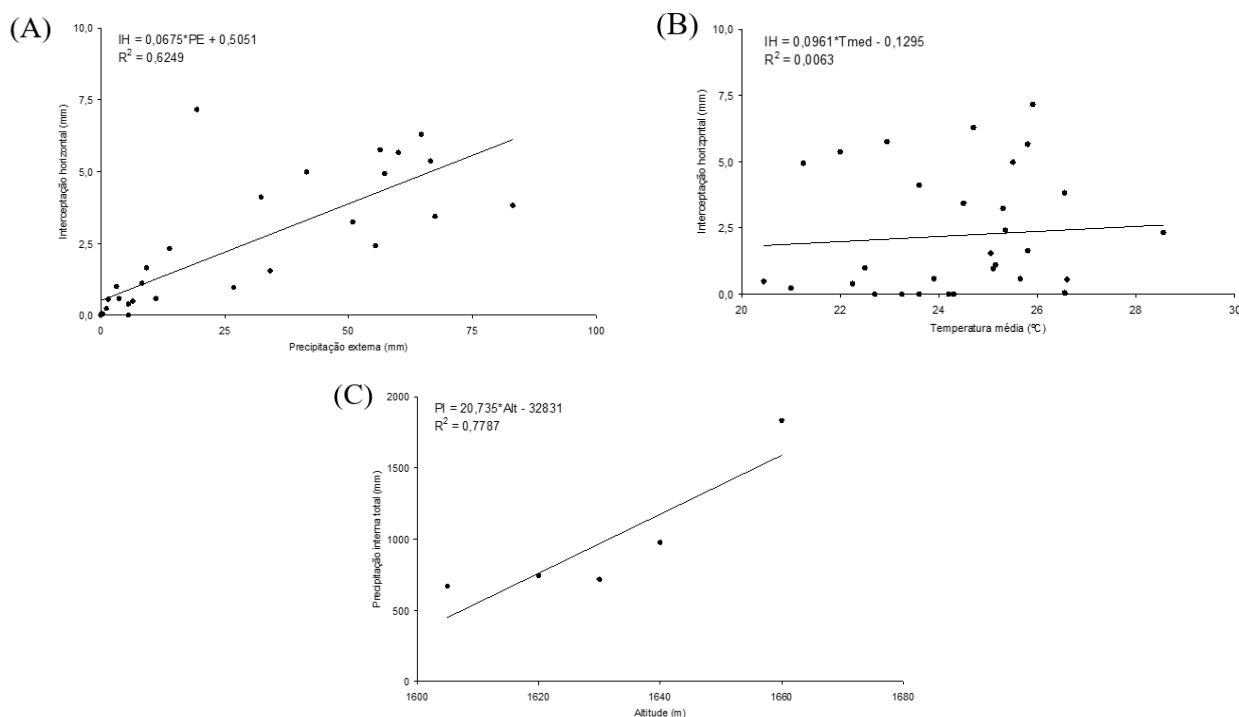 (A)
IH = 0,0675*PE + 0,5051
R² = 0,6249
Interceptação horizontal (mm)
10,0
7,5
5,0
2,5
0,0
0 25 50 75 100
Precipitação externa (mm)
(B)
IH = 0,0961*Tmed - 0,1295
R² = 0,0063
Interceptação horizpntal (mm)
10,0
7,5
5,0
2,5
0,0
20 22 24 26 28 30
Temperatura média (ºC)
(C)
PI = 20,735*Alt - 32831
R² = 0,7787
Precipitação interna total (mm)
2000
1500
1000
500
0
1600 1620 1640 1660 1680
Altitude (m)